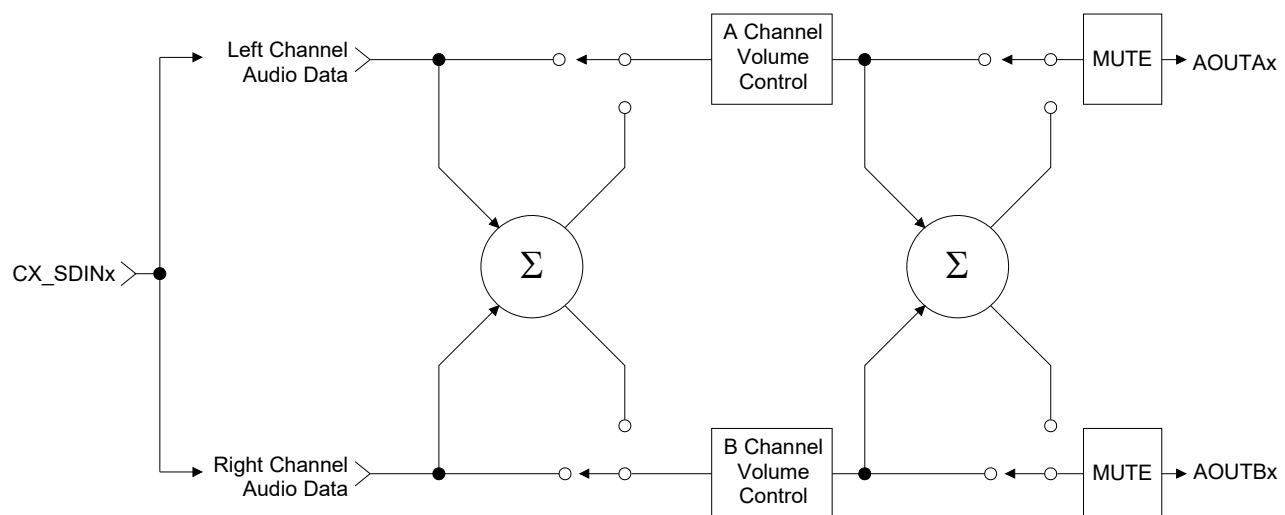 Left Channel
Audio Data
A Channel
Volume
Control
MUTE
AOUTAx
Σ
Σ
CX_SDINx
Right Channel
Audio Data
B Channel
Volume
Control
MUTE
AOUTBx